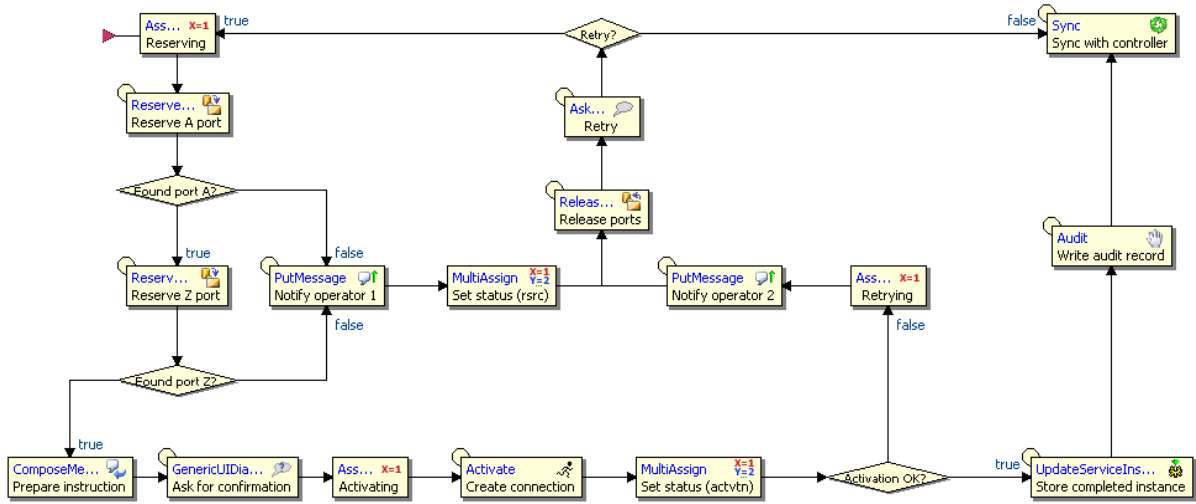 Ass... X=1
Reserving
true
Retry?
false
Sync
Sync with controller
Reserve...
Reserve A port
Ask...
Retry
Found port A?
Releas...
Release ports
true
false
Audit
Write audit record
Reserv...
Reserve Z port
PutMessage
Notify operator 1
MultiAssign X=1 Y=2
Set status (rsrc)
PutMessage
Notify operator 2
Ass... X=1
Retrying
false
false
Found port Z?
true
ComposeMe...
Prepare instruction
GenericUIDia...
Ask for confirmation
Ass... X=1
Activating
Activate
Create connection
MultiAssign X=1 Y=2
Set status (actvtn)
Activation OK?
true
UpdateServiceIns...
Store completed instance